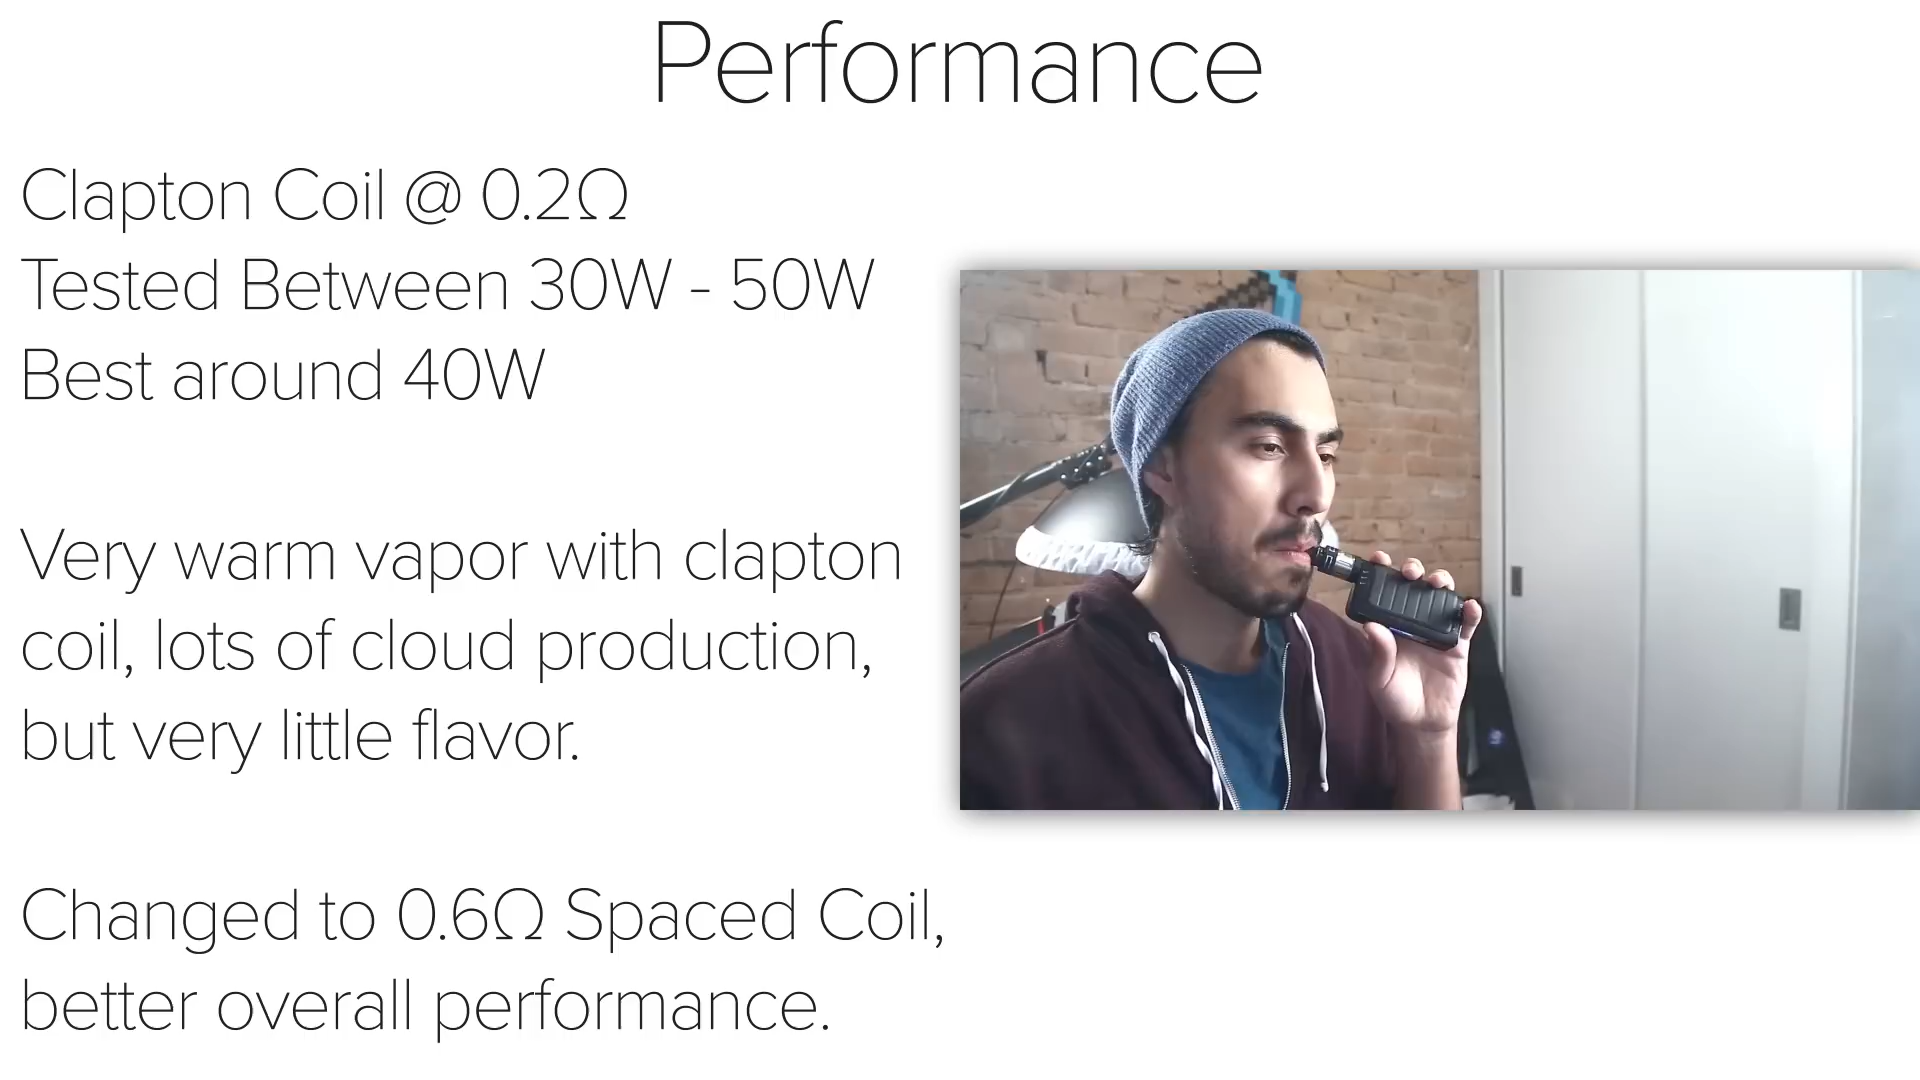 Performance
Clapton Coil @ 0.2Ω
Tested Between 30W - 50W
Best around 40W
Very warm vapor with clapton
coil, lots of cloud production,
but very little flavor.
Changed to 0.6Ω Spaced Coil,
better overall performance.